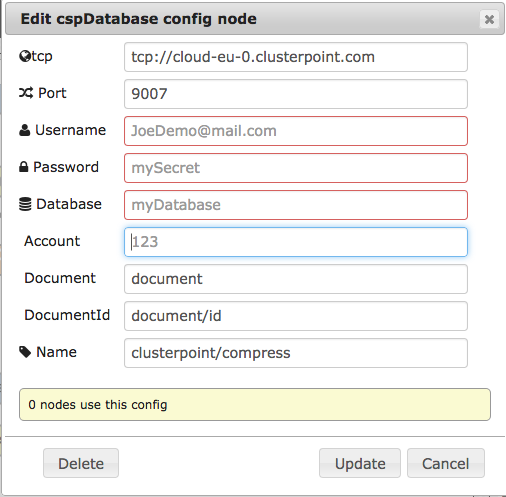 Edit cspDatabase config node
tcp tcp://cloud-eu-0.clusterpoint.com
Port 9007
Username JoeDemo@mail.com
Password mySecret
Database myDatabase
Account 123
Document document
DocumentId document/id
Name clusterpoint/compress
0 nodes use this config
Delete Update Cancel